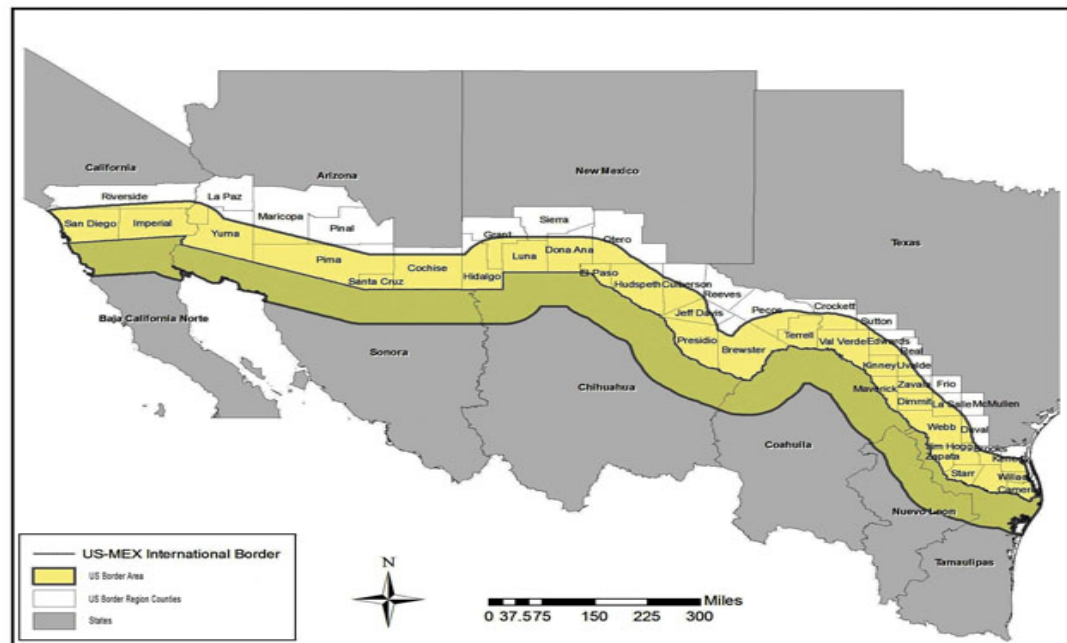 California
Arizona
New Mexico
Texas
Riverside
La Paz
Maricopa
Pinal
Grant
Sierra
Otero
San Diego
Imperial
Yuma
Pima
Santa Cruz
Cochise
Hidalgo
Luna
Dona Ana
El Paso
Hudspeth
Culberson
Reeves
Jeff Davis
Pecos
Crockett
Sutton
Presidio
Brewster
Terrell
Val Verde
Edwards
Real
Kinney
Uvalde
Maverick
Zavala
Frio
Dimmit
La Salle
McMullen
Webb
Duval
Jim Hogg
Brooks
Zapata
Starr
Baja California Norte
Sonora
Chihuahua
Coahuila
Nuevo Leon
Tamaulipas
US-MEX International Border
US Border Area
US Border Region Counties
States
N
Miles
0 37.575 150 225 300